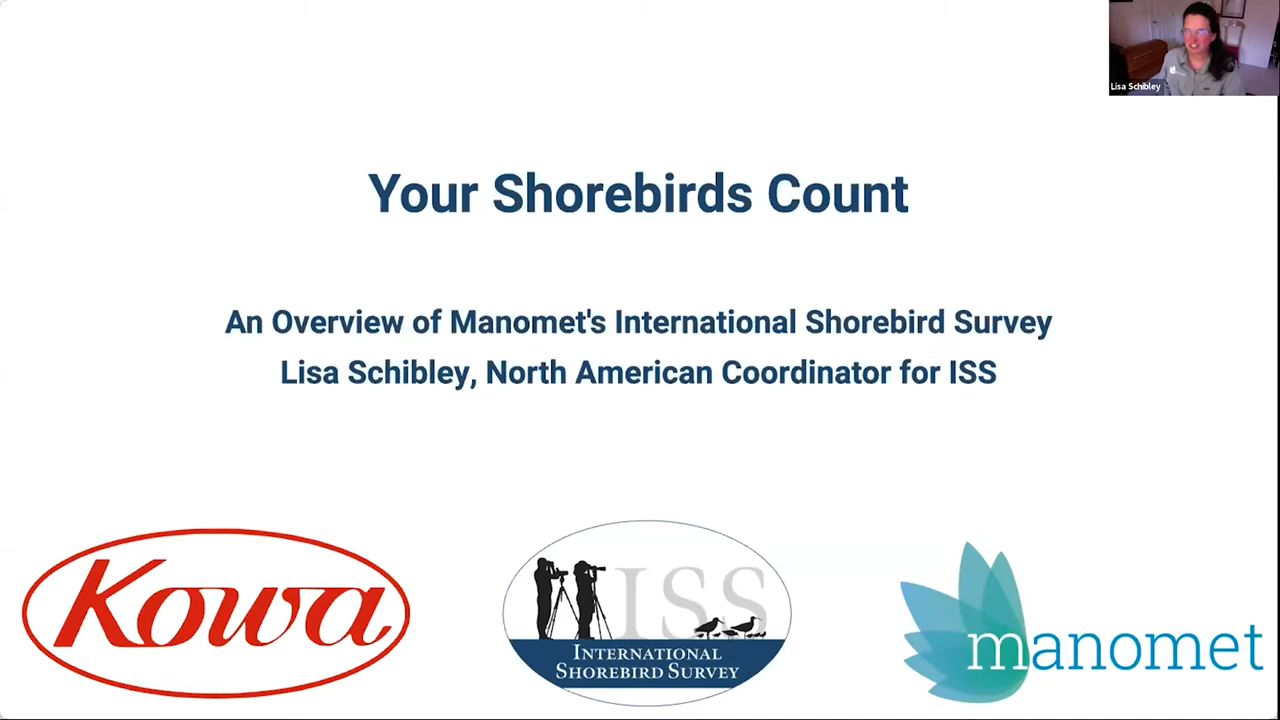 Lisa Schibley
Your Shorebirds Count
An Overview of Manomet's International Shorebird Survey
Lisa Schibley, North American Coordinator for ISS
Kowa
ISS
INTERNATIONAL
SHOREBIRD SURVEY
manomet